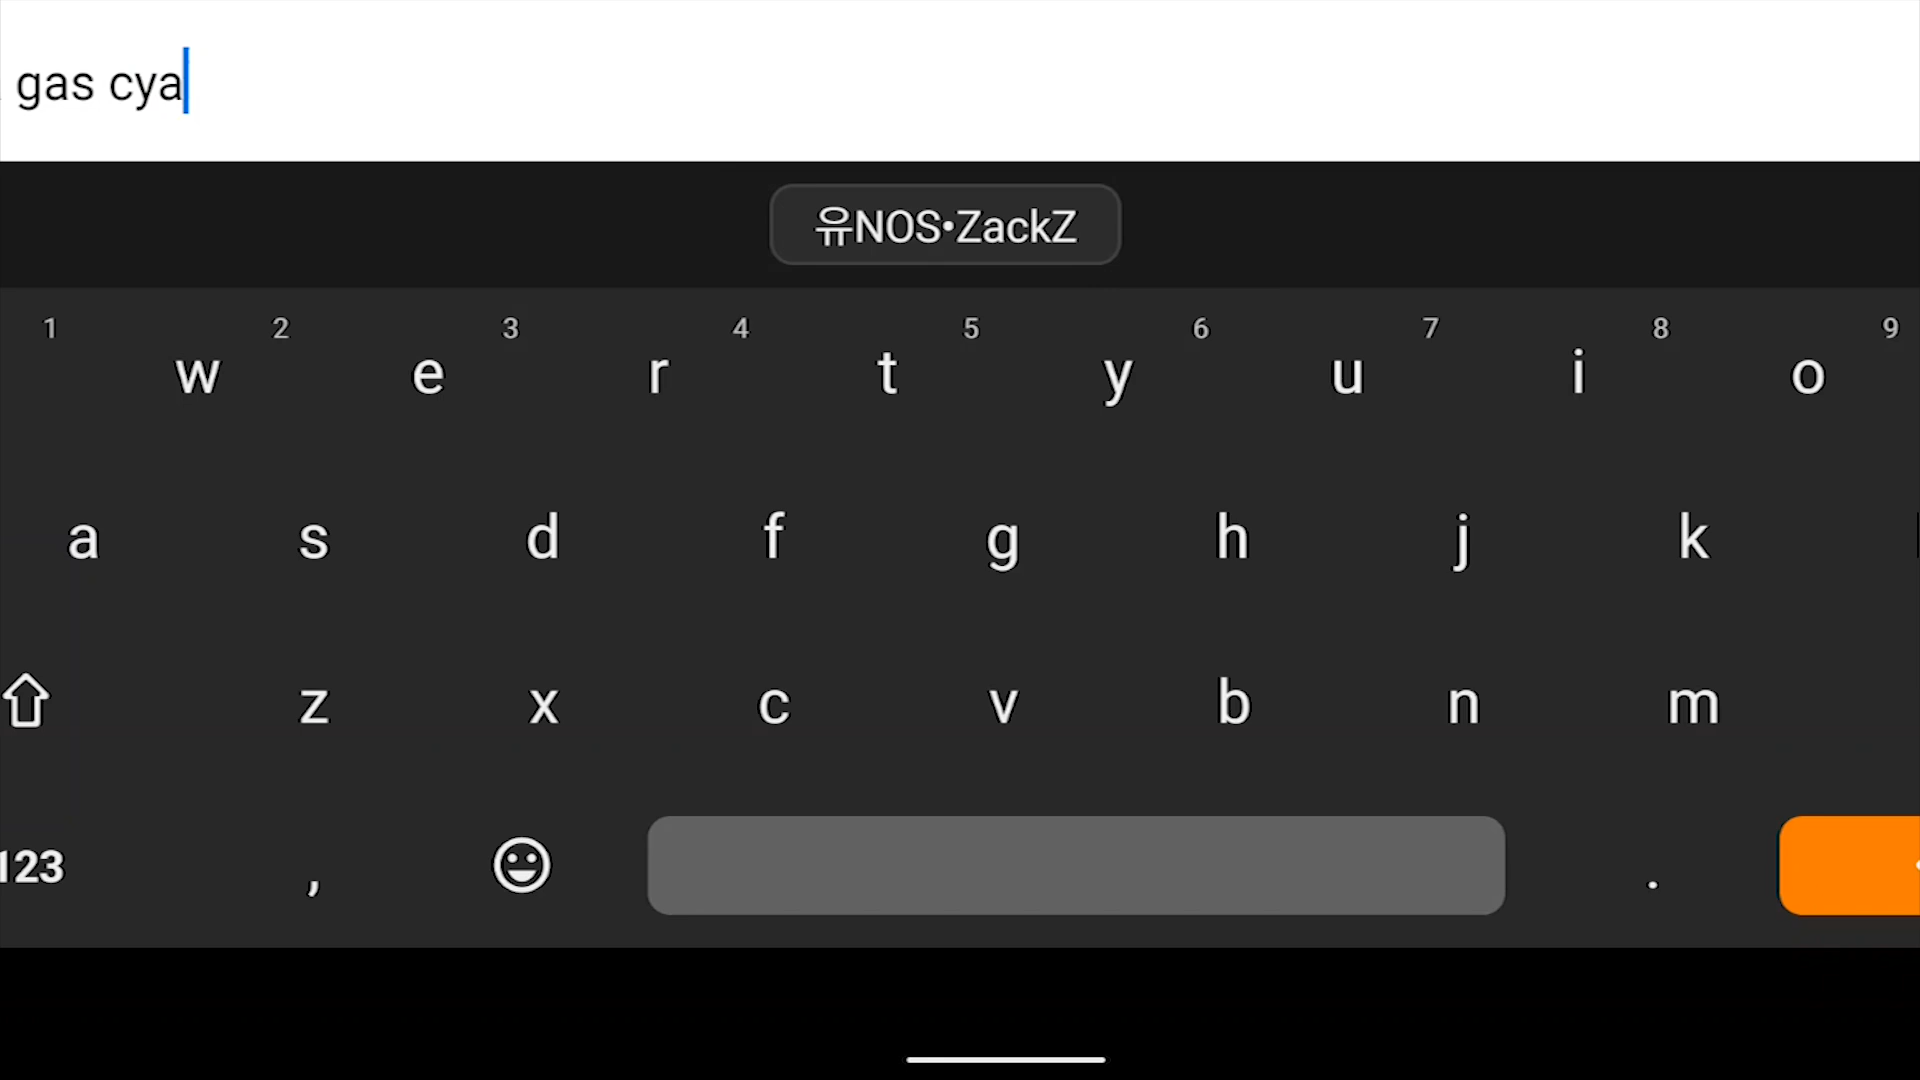 gas cya
유NOS•ZackZ
1 2 3 4 5 6 7 8 9
w e r t y u i o
a s d f g h j k
z x c v b n m
123 , .